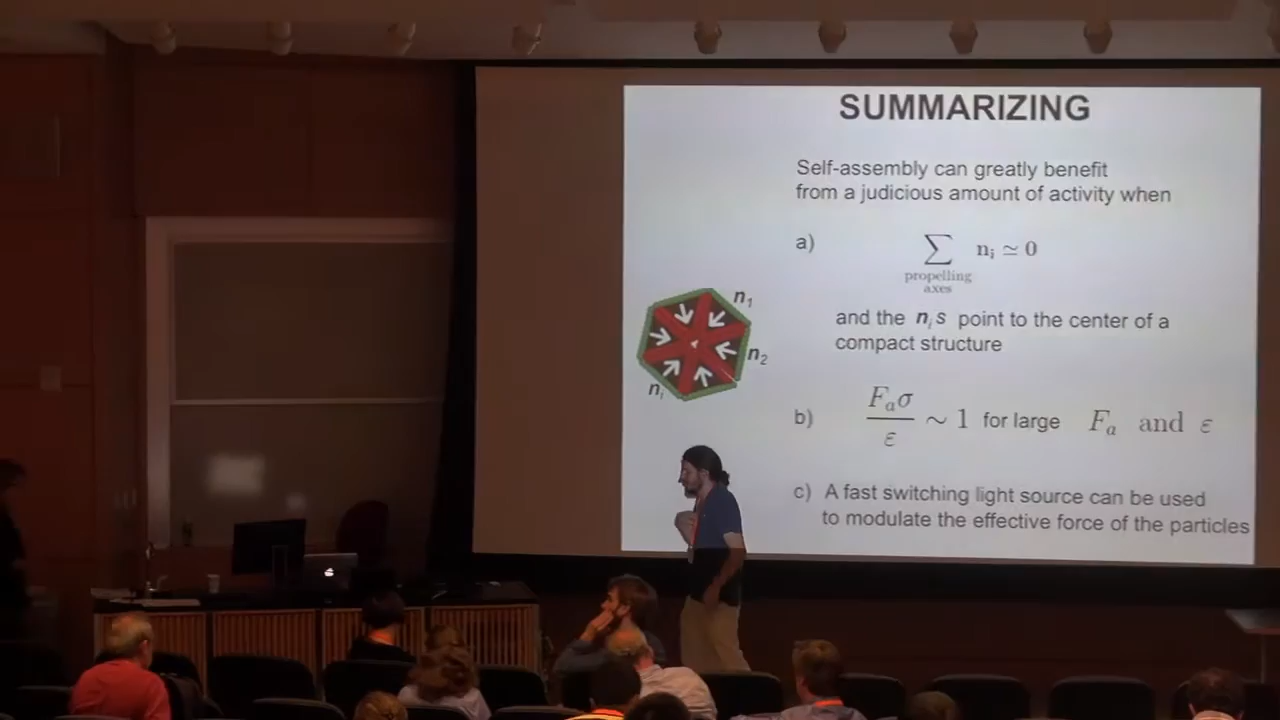 SUMMARIZING
Self-assembly can greatly benefit
from a judicious amount of activity when
a) ∑ nᵢ ≃ 0
propelling
axes
and the nᵢs point to the center of a
compact structure
n₁
n₂
nᵢ
b) Fₐσ/ε ∼ 1 for large Fₐ and ε
c) A fast switching light source can be used
to modulate the effective force of the particles